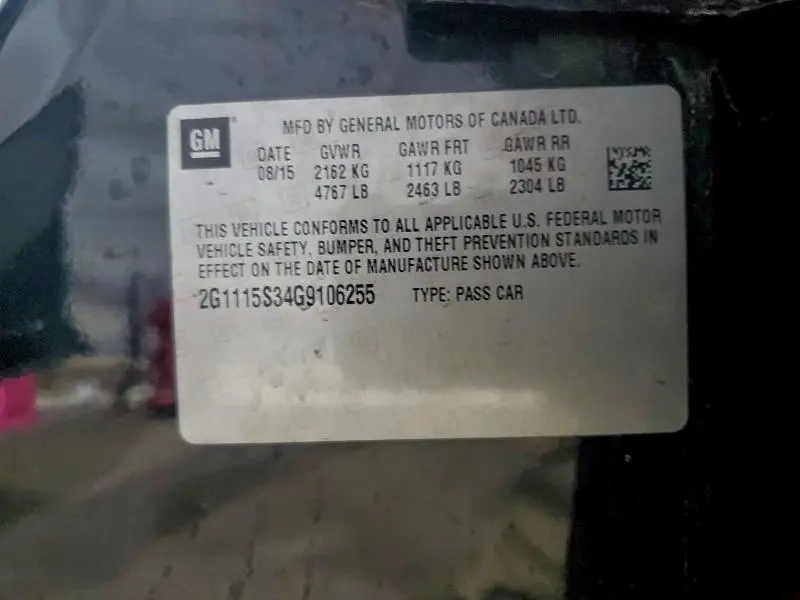 GM® MFD BY GENERAL MOTORS OF CANADA LTD.
DATE GVWR GAWR FRT GAWR RR
08/15 2162 KG 1117 KG 1045 KG
4767 LB 2463 LB 2304 LB
THIS VEHICLE CONFORMS TO ALL APPLICABLE U.S. FEDERAL MOTOR
VEHICLE SAFETY, BUMPER, AND THEFT PREVENTION STANDARDS IN
EFFECT ON THE DATE OF MANUFACTURE SHOWN ABOVE.
2G1115S34G9106255 TYPE: PASS CAR